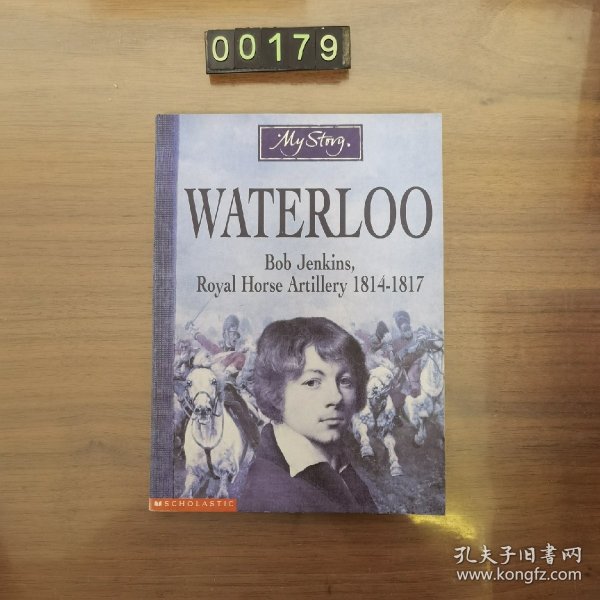 00179
My Story.
WATERLOO
Bob Jenkins,
Royal Horse Artillery 1814-1817
SCHOLASTIC
孔夫子旧書网
www.kongfz.com